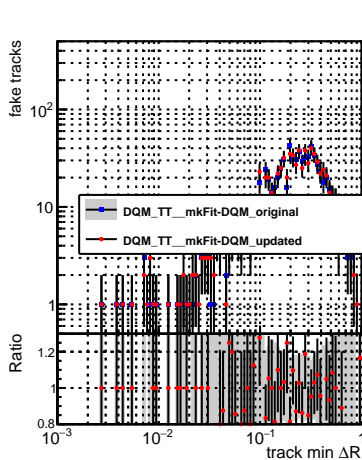 fake tracks
10²
10
1
DQM_TT__mkFit-DQM_original
DQM_TT__mkFit-DQM_updated
Ratio
1.2
1
0.8
10⁻³ 10⁻² 10⁻¹ 1
track min ΔR